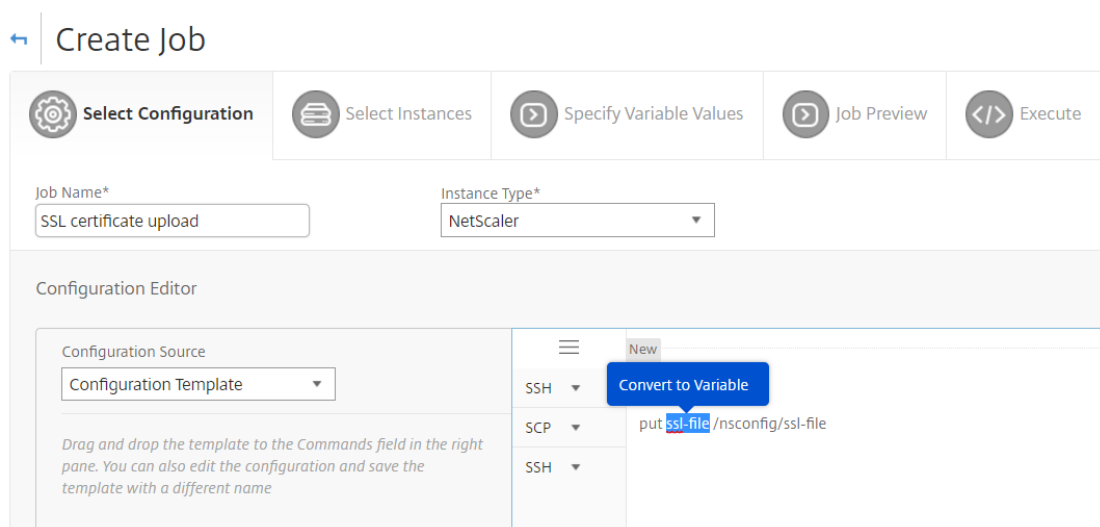 Create Job
Select Configuration
Select Instances
Specify Variable Values
Job Preview
Execute
Job Name*
Instance Type*
SSL certificate upload
NetScaler
Configuration Editor
Configuration Source
Configuration Template
Drag and drop the template to the Commands field in the right
pane. You can also edit the configuration and save the
template with a different name
New
SSH
Convert to Variable
SCP
put ssl-file /nsconfig/ssl-file
SSH